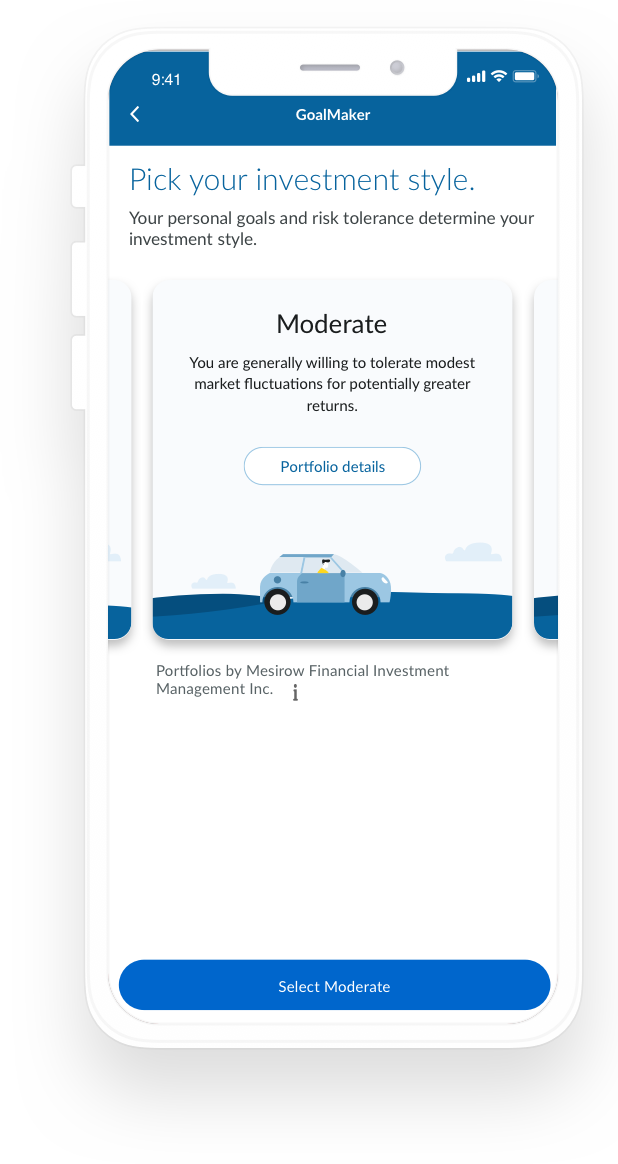 9:41
GoalMaker
Pick your investment style.
Your personal goals and risk tolerance determine your
investment style.
Moderate
You are generally willing to tolerate modest
market fluctuations for potentially greater
returns.
Portfolio details
Portfolios by Mesirow Financial Investment
Management Inc. i
Select Moderate